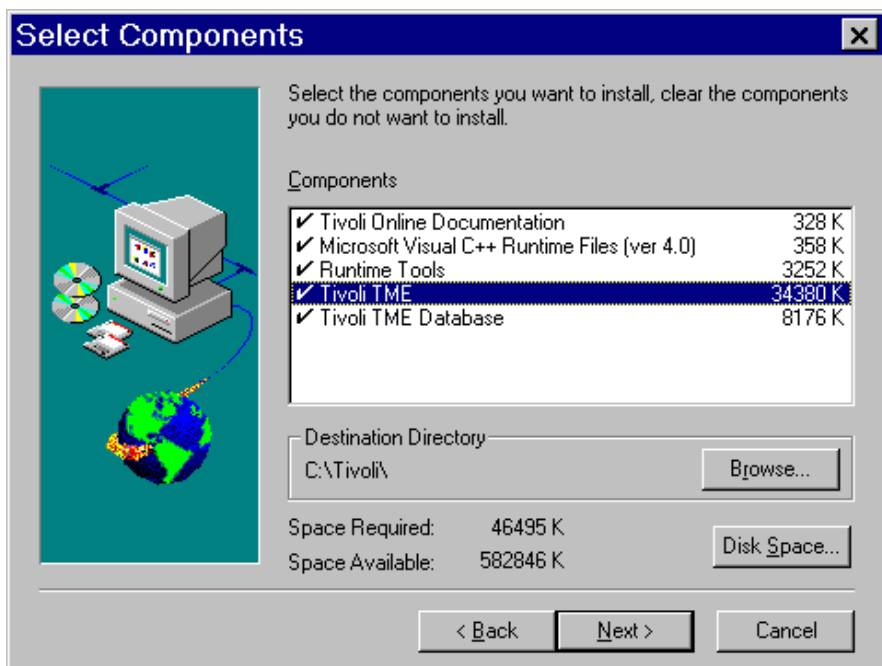 Select Components
Select the components you want to install, clear the components
you do not want to install.
Components
✔ Tivoli Online Documentation 328 K
✔ Microsoft Visual C++ Runtime Files (ver 4.0) 358 K
✔ Runtime Tools 3252 K
✔ Tivoli TME 34380 K
✔ Tivoli TME Database 8176 K
Destination Directory
C:\Tivoli\ Browse...
Space Required: 46495 K
Space Available: 582846 K
Disk Space...
< Back Next > Cancel